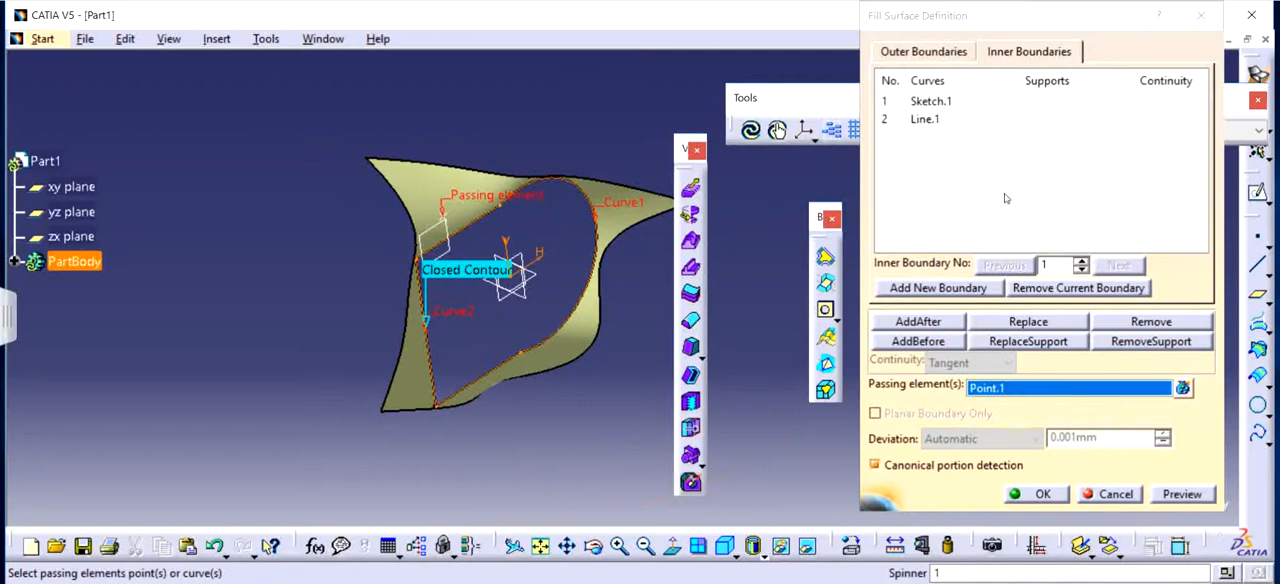 CATIA V5 - [Part1]
Start File Edit View Insert Tools Window Help
Part1
xy plane
yz plane
zx plane
PartBody
Passing element
Curve1
Closed Contour
Curve2
Y
H
V
Tools
B
Fill Surface Definition
?
Outer Boundaries Inner Boundaries
No. Curves Supports Continuity
1 Sketch.1
2 Line.1
Inner Boundary No: Previous 1 Next
Add New Boundary Remove Current Boundary
AddAfter Replace Remove
AddBefore ReplaceSupport RemoveSupport
Continuity: Tangent
Passing element(s): Point.1
Planar Boundary Only
Deviation: Automatic 0.001mm
Canonical portion detection
OK Cancel Preview
f(x)
CATIA
Select passing elements point(s) or curve(s)
Spinner 1